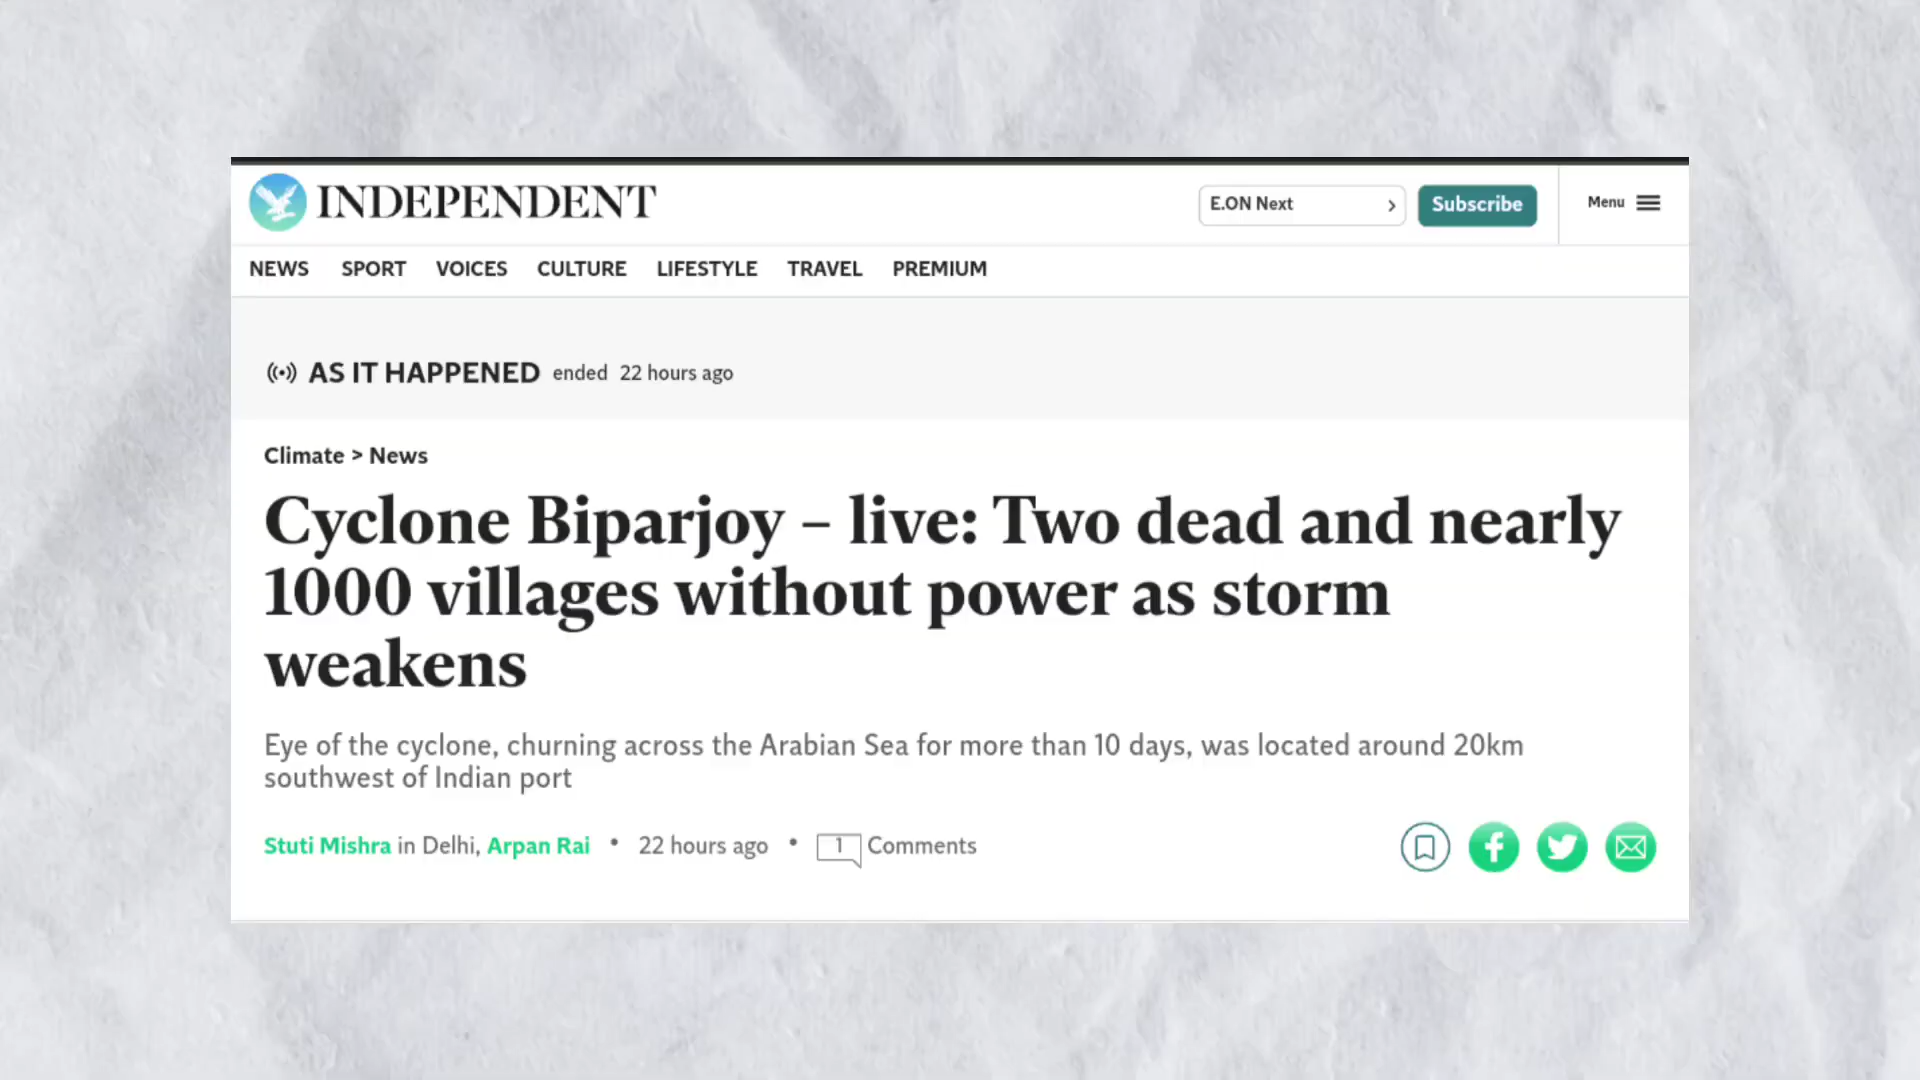 INDEPENDENT
E.ON Next
Subscribe
Menu
NEWS SPORT VOICES CULTURE LIFESTYLE TRAVEL PREMIUM
AS IT HAPPENED ended 22 hours ago
Climate > News
Cyclone Biparjoy – live: Two dead and nearly
1000 villages without power as storm
weakens
Eye of the cyclone, churning across the Arabian Sea for more than 10 days, was located around 20km
southwest of Indian port
Stuti Mishra in Delhi, Arpan Rai • 22 hours ago • 1 Comments